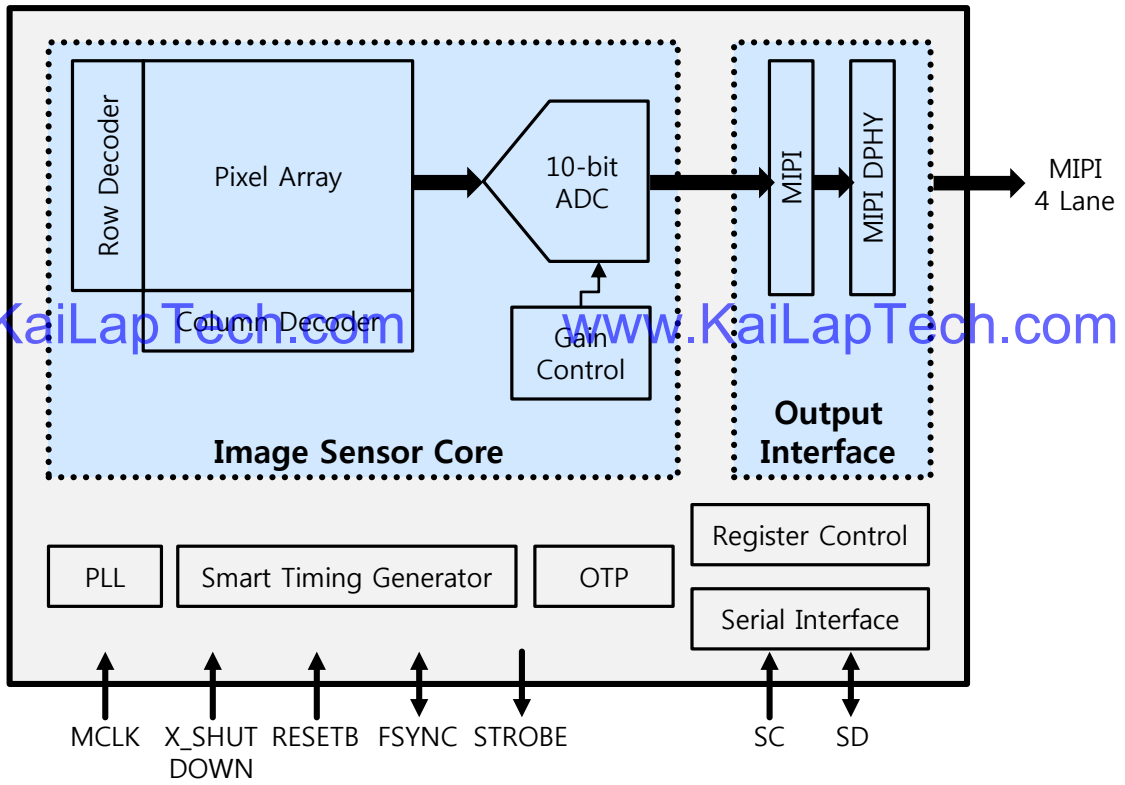 Row Decoder
Pixel Array
10-bit
ADC
MIPI
MIPI DPHY
MIPI
4 Lane
Column Decoder
KaiLapTech.com
www.KaiLapTech.com
Gain
Control
Image Sensor Core
Output
Interface
PLL
Smart Timing Generator
OTP
Register Control
Serial Interface
MCLK
X_SHUT
DOWN
RESETB
FSYNC
STROBE
SC
SD